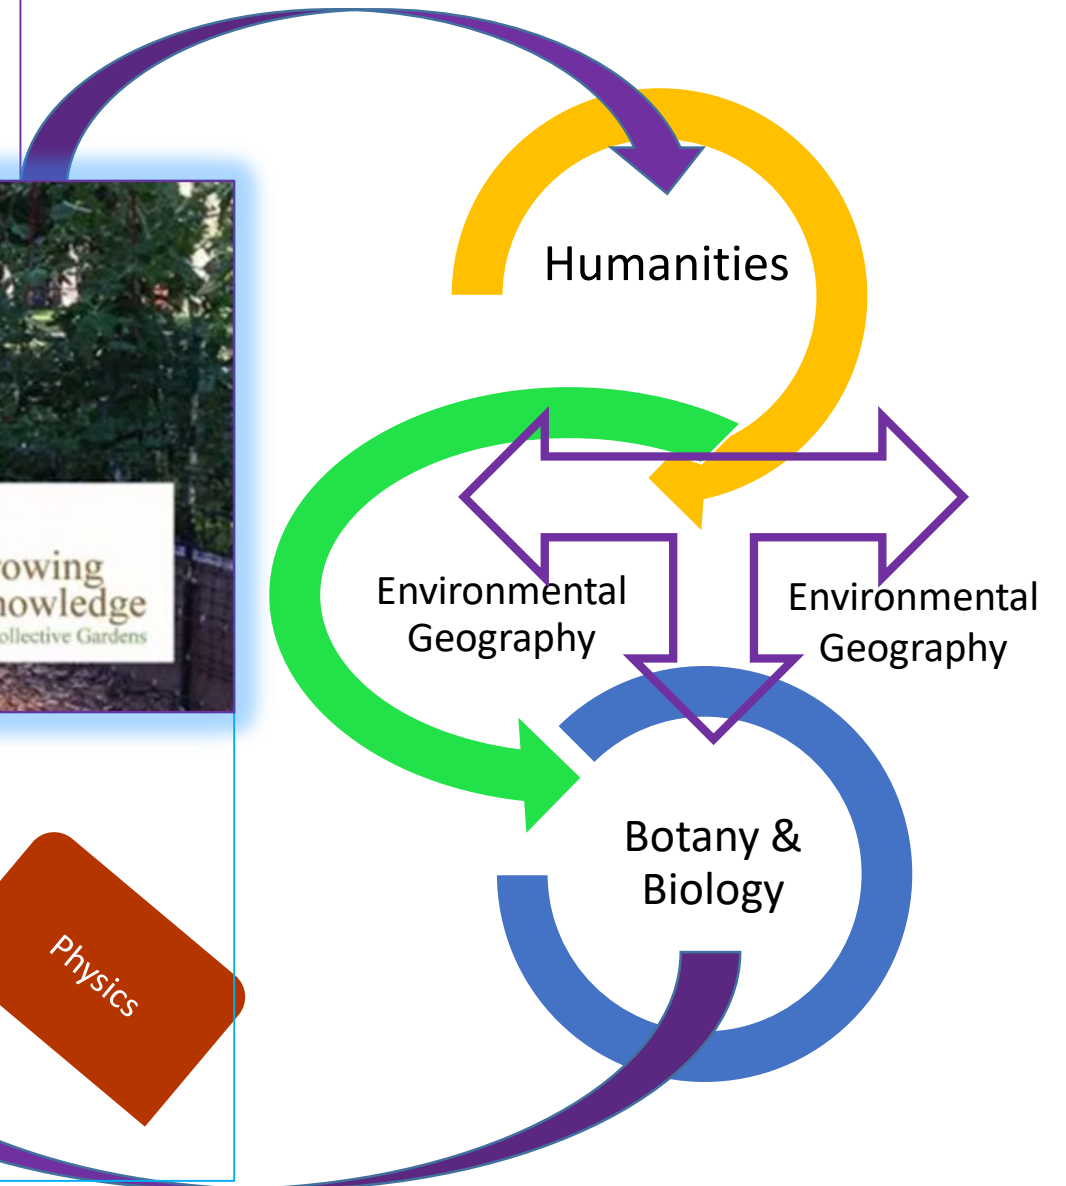 Humanities
owing
nowledge
ollective Gardens
Environmental
Geography
Environmental
Geography
Botany &
Biology
Physics